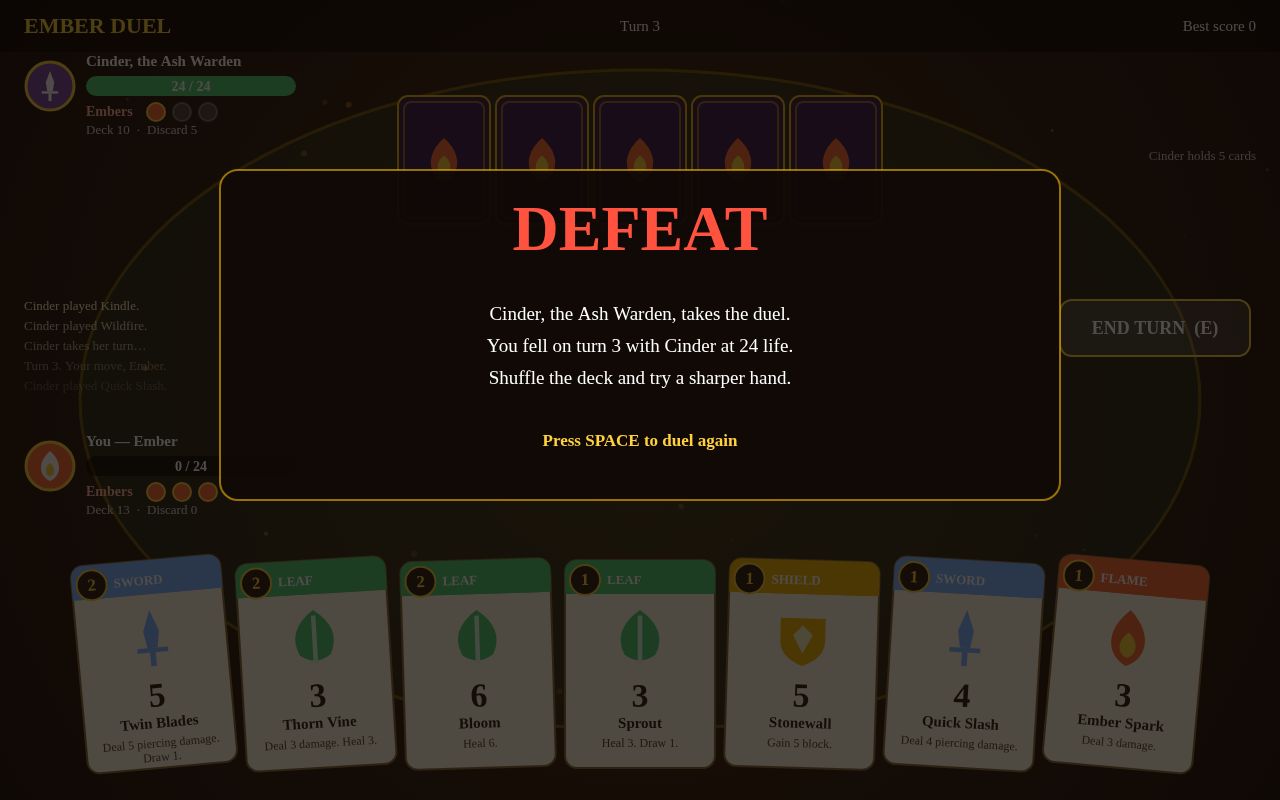 EMBER DUEL
Turn 3
Best score 0
Cinder, the Ash Warden
24 / 24
Embers
Deck 10 · Discard 5
Cinder holds 5 cards
DEFEAT
Cinder, the Ash Warden, takes the duel.
You fell on turn 3 with Cinder at 24 life.
Shuffle the deck and try a sharper hand.
Press SPACE to duel again
Cinder played Kindle.
Cinder played Wildfire.
Cinder takes her turn…
Turn 3. Your move, Ember.
Cinder played Quick Slash.
END TURN (E)
You — Ember
0 / 24
Embers
Deck 13 · Discard 0
2 SWORD
5
Twin Blades
Deal 5 piercing damage.
Draw 1.
2 LEAF
3
Thorn Vine
Deal 3 damage. Heal 3.
2 LEAF
6
Bloom
Heal 6.
1 LEAF
3
Sprout
Heal 3. Draw 1.
1 SHIELD
5
Stonewall
Gain 5 block.
1 SWORD
4
Quick Slash
Deal 4 piercing damage.
1 FLAME
3
Ember Spark
Deal 3 damage.